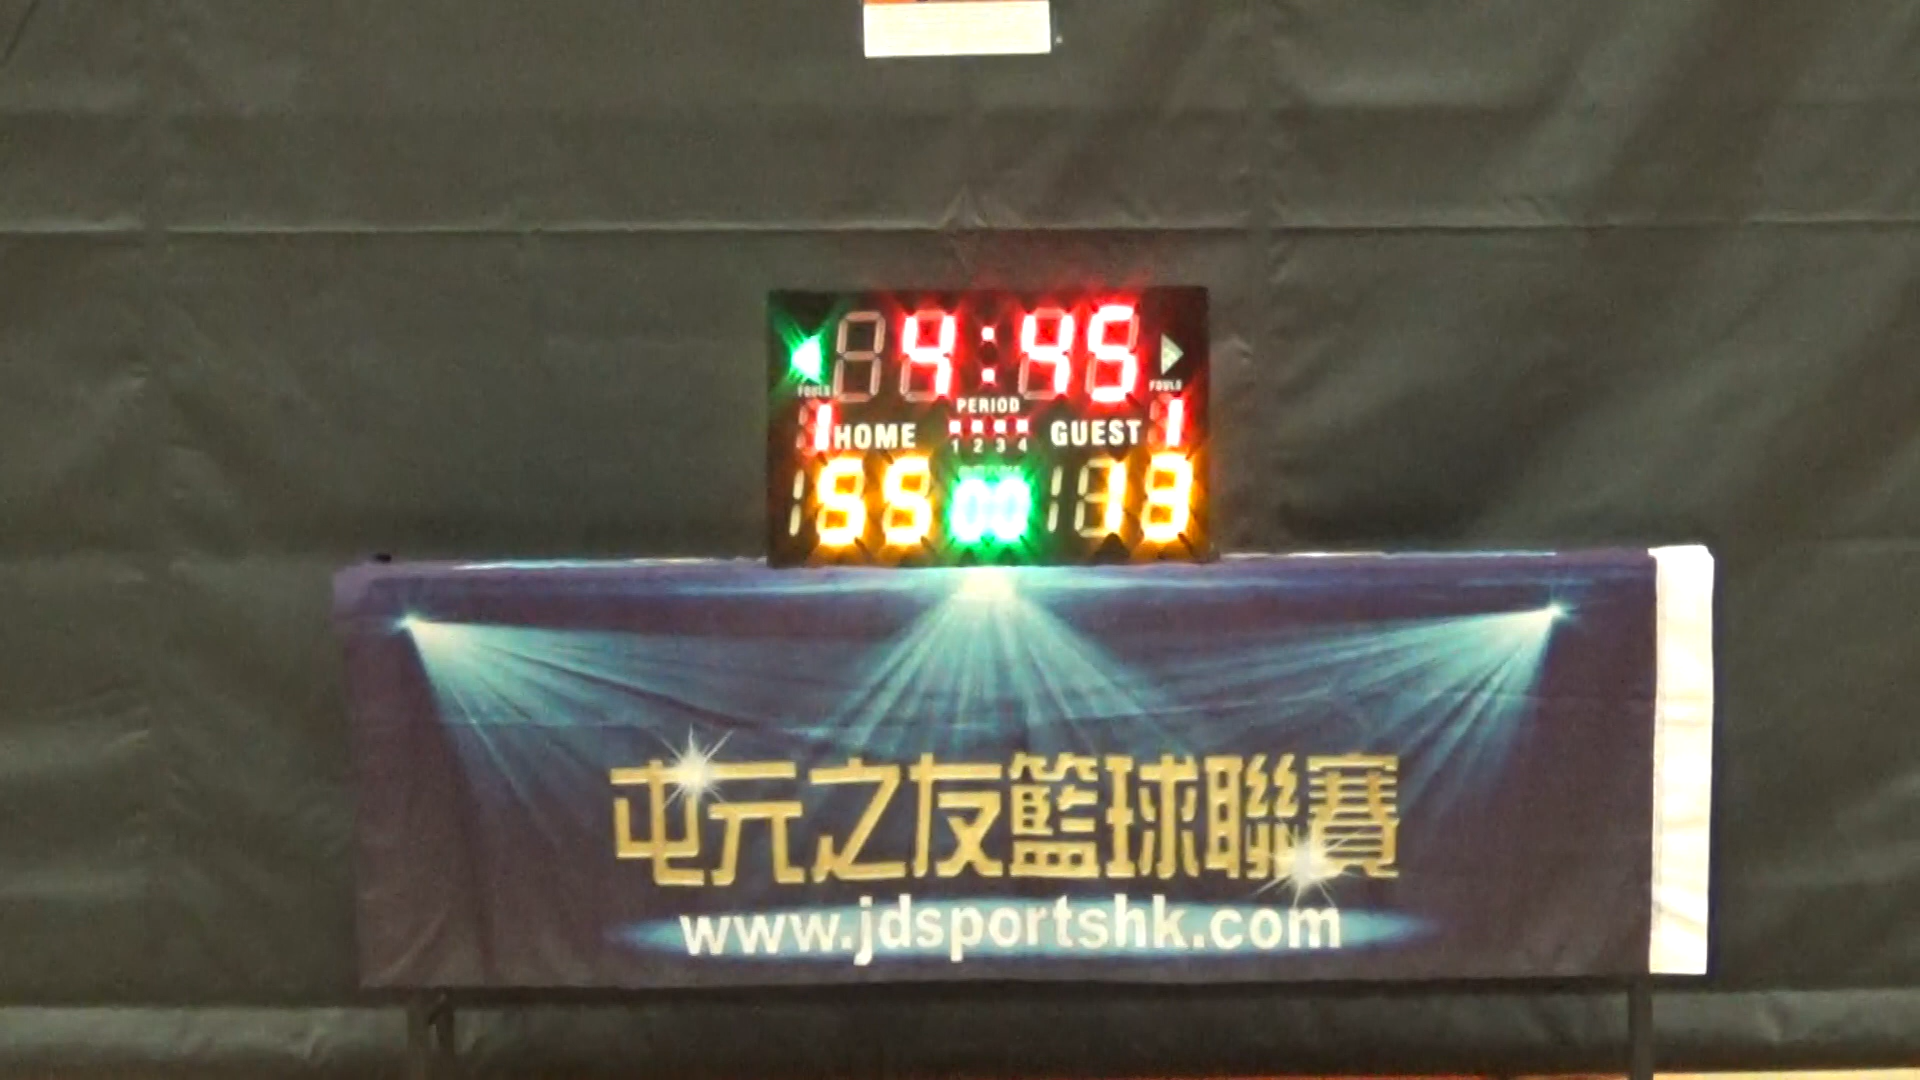 4:45
FOULS FOULS
PERIOD
1 HOME 1 2 3 4 GUEST 1
55 00 13
屯元之友籃球聯賽
www.jdsportshk.com